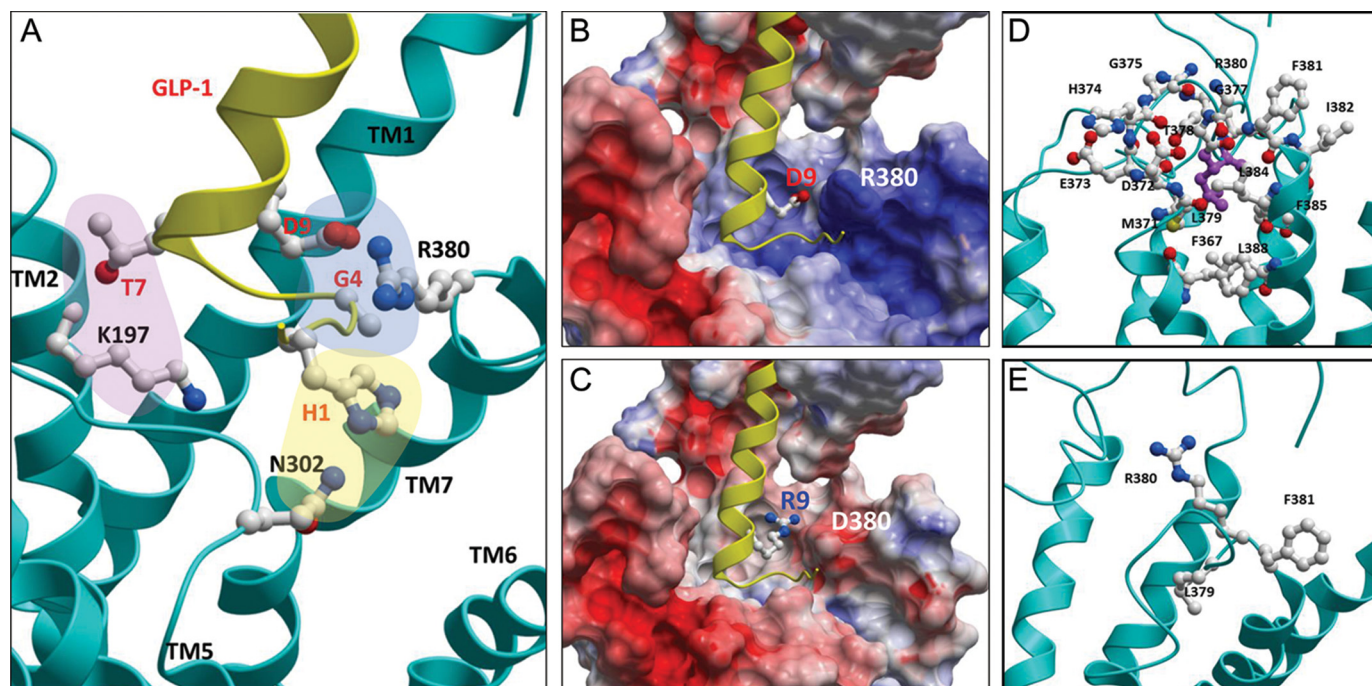 A
GLP-1
TM1
D9
R380
TM2
T7
G4
K197
H1
N302
TM7
TM6
TM5
B
D9
R380
C
R9
D380
D
G375
R380
F381
H374
G377
I382
T378
E373
D372
L384
M371
L379
F385
F367
L388
E
R380
F381
L379